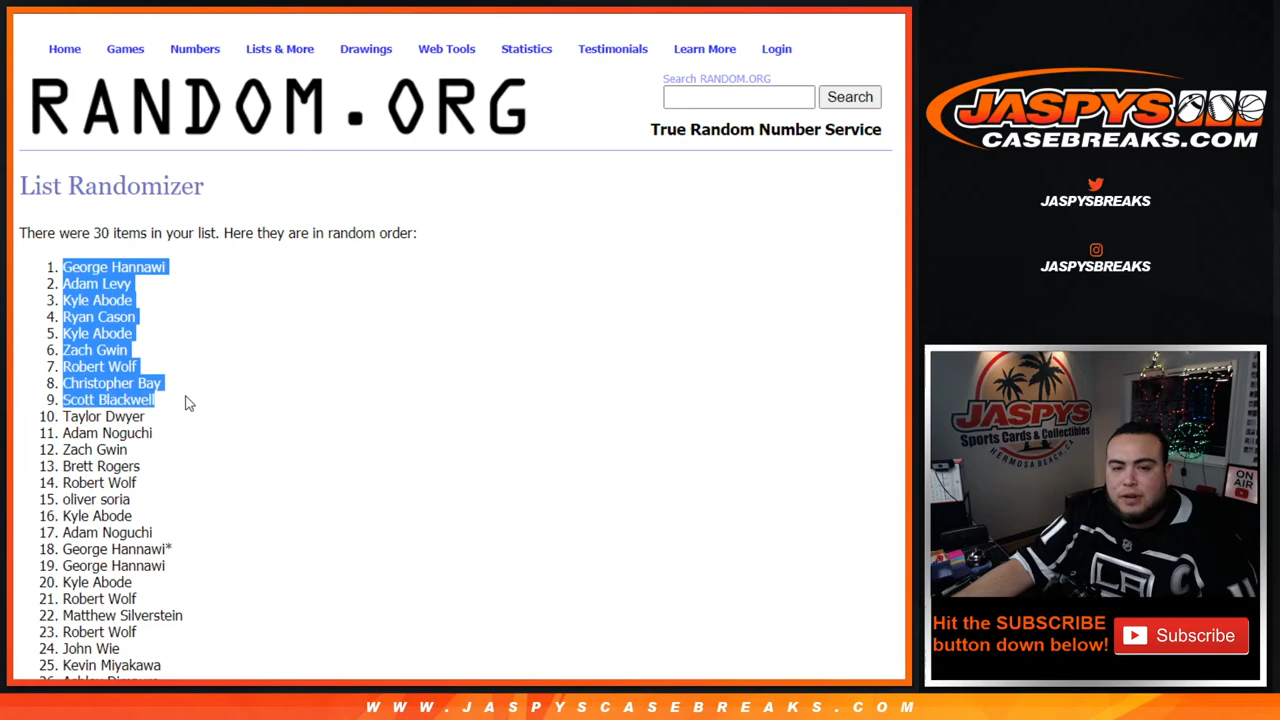 Home Games Numbers Lists & More Drawings Web Tools Statistics Testimonials Learn More Login
RANDOM.ORG
Search RANDOM.ORG
Search
True Random Number Service
List Randomizer
There were 30 items in your list. Here they are in random order:
1. George Hannawi
2. Adam Levy
3. Kyle Abode
4. Ryan Cason
5. Kyle Abode
6. Zach Gwin
7. Robert Wolf
8. Christopher Bay
9. Scott Blackwell
10. Taylor Dwyer
11. Adam Noguchi
12. Zach Gwin
13. Brett Rogers
14. Robert Wolf
15. oliver soria
16. Kyle Abode
17. Adam Noguchi
18. George Hannawi*
19. George Hannawi
20. Kyle Abode
21. Robert Wolf
22. Matthew Silverstein
23. Robert Wolf
24. John Wie
25. Kevin Miyakawa
JASPYS
CASEBREAKS.COM
JASPYSBREAKS
JASPYSBREAKS
JASPYS
Sports Cards & Collectibles
HERMOSA BEACH, CA
ON
AIR
LA
C
Hit the SUBSCRIBE
button down below!
Subscribe
WWW.JASPYSCASEBREAKS.COM